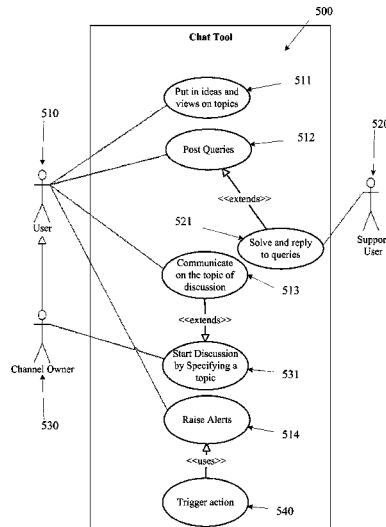 500
Chat Tool
511
Put in ideas and
views on topics
510
520
512
Post Queries
<<extends>>
521
User
Solve and reply
to queries
Support
User
Communicate
on the topic of
discussion
513
<<extends>>
Start Discussion
by Specifying a
topic
Channel Owner
531
530
Raise Alerts
514
<<uses>>
Trigger action
540